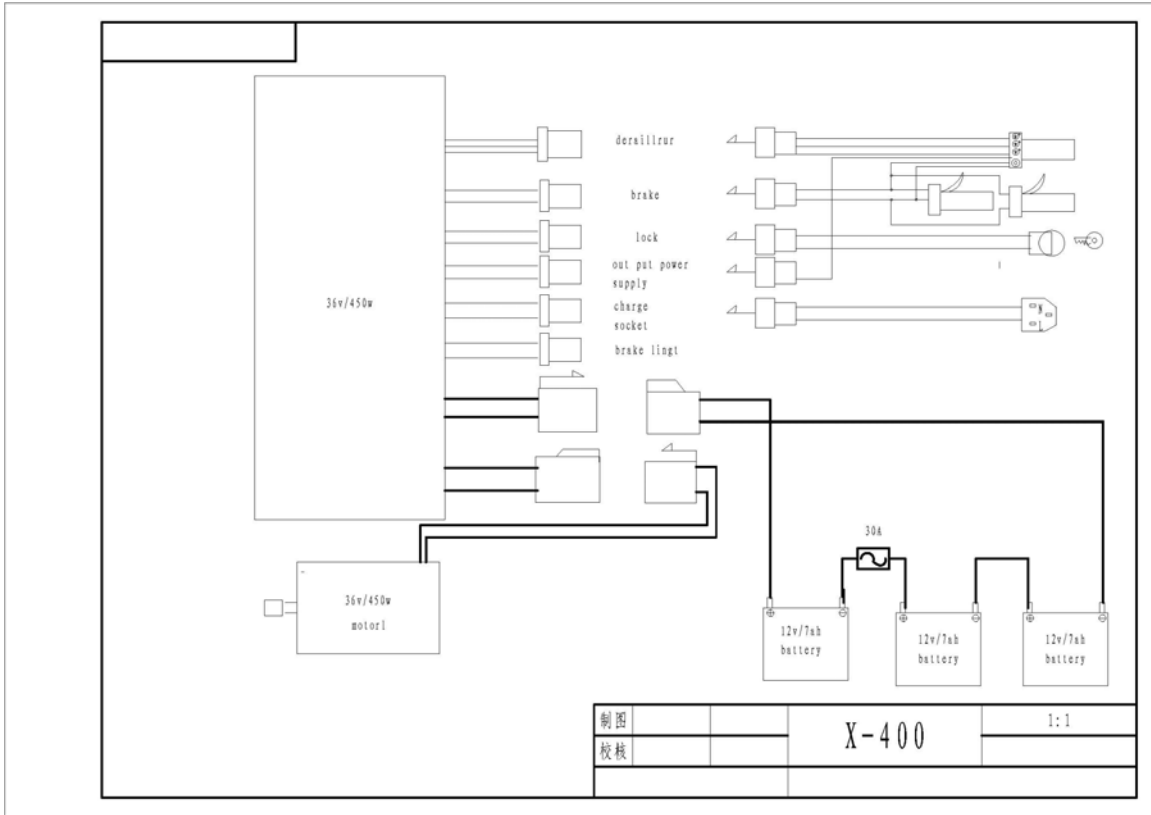 deraillrur
brake
lock
out put power
supply
36v/450w
charge
socket
brake lingt
30A
36v/450w
motorl
12v/7ah
battery
12v/7ah
battery
12v/7ah
battery
制图
X-400
1:1
校核